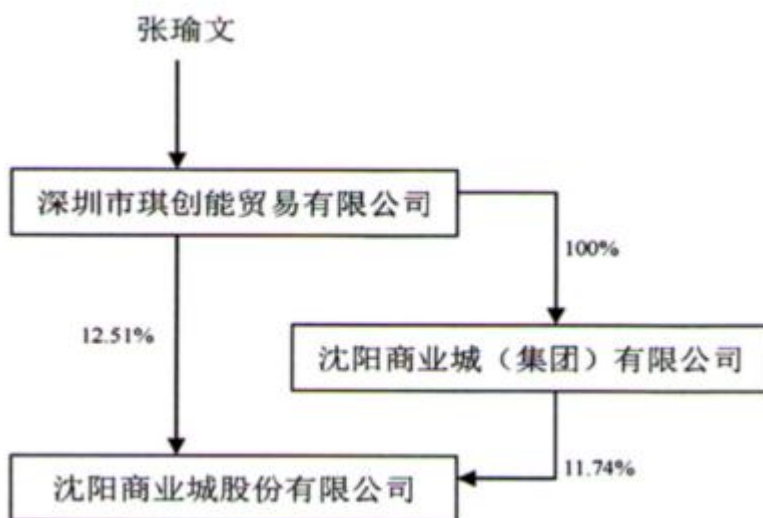 张瑜文
深圳市琪创能贸易有限公司
100%
12.51%
沈阳商业城（集团）有限公司
11.74%
沈阳商业城股份有限公司